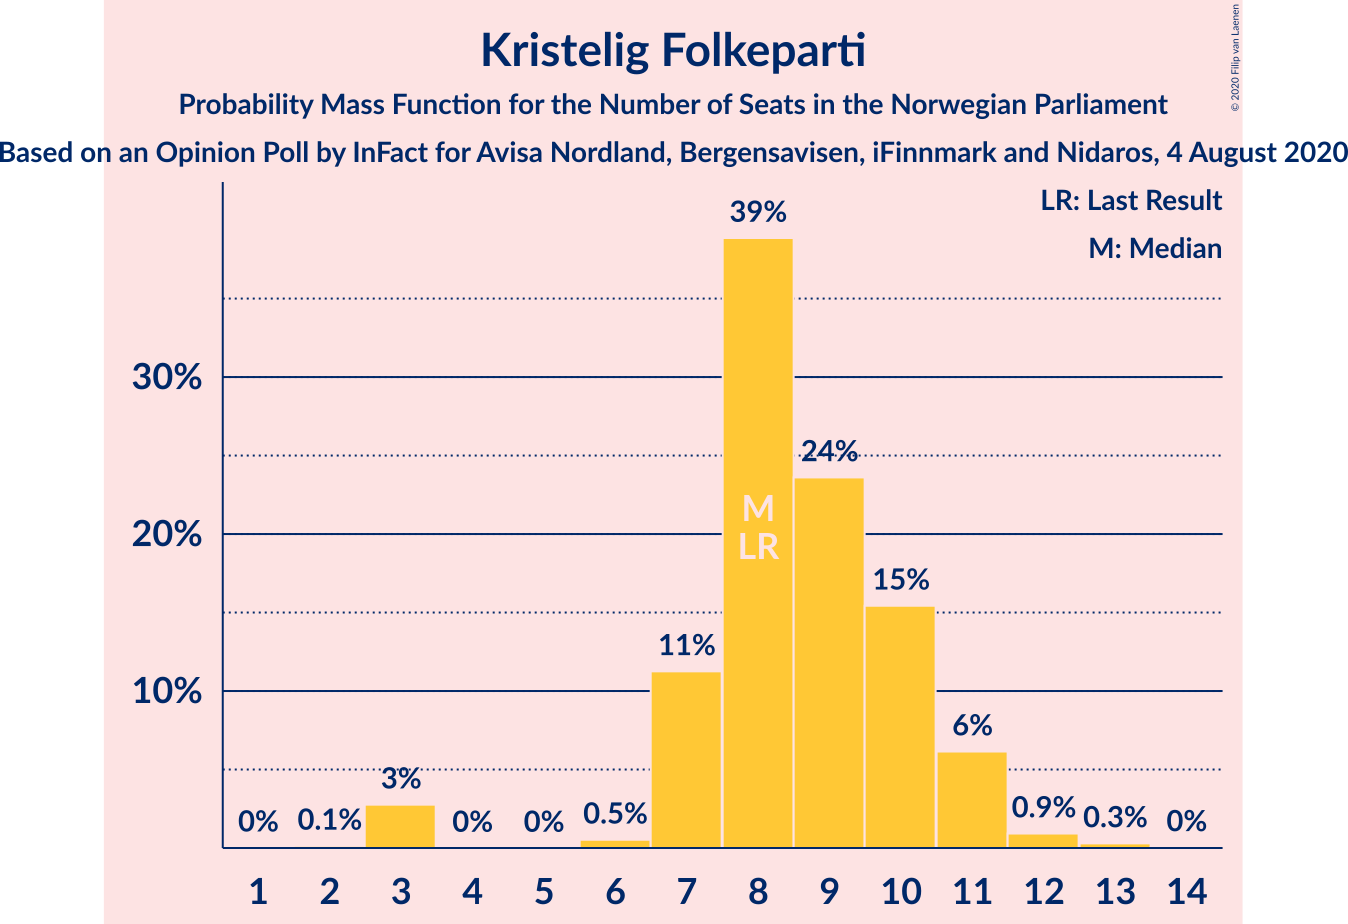 Kristelig Folkeparti
Probability Mass Function for the Number of Seats in the Norwegian Parliament
Based on an Opinion Poll by InFact for Avisa Nordland, Bergensavisen, iFinnmark and Nidaros, 4 August 2020
© 2020 Filip van Laenen
LR: Last Result
M: Median
39%
30%
24%
M
20%
LR
15%
11%
10%
6%
3%
0% 0.1% 0% 0% 0.5% 0.9% 0.3% 0%
1 2 3 4 5 6 7 8 9 10 11 12 13 14